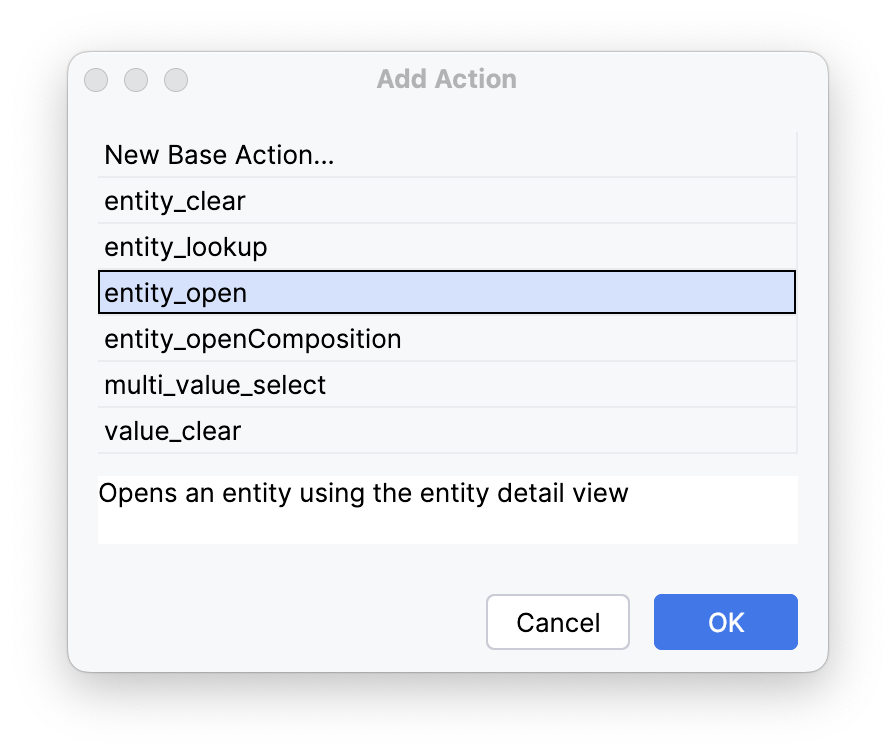 Add Action
New Base Action...
entity_clear
entity_lookup
entity_open
entity_openComposition
multi_value_select
value_clear
Opens an entity using the entity detail view
Cancel
OK